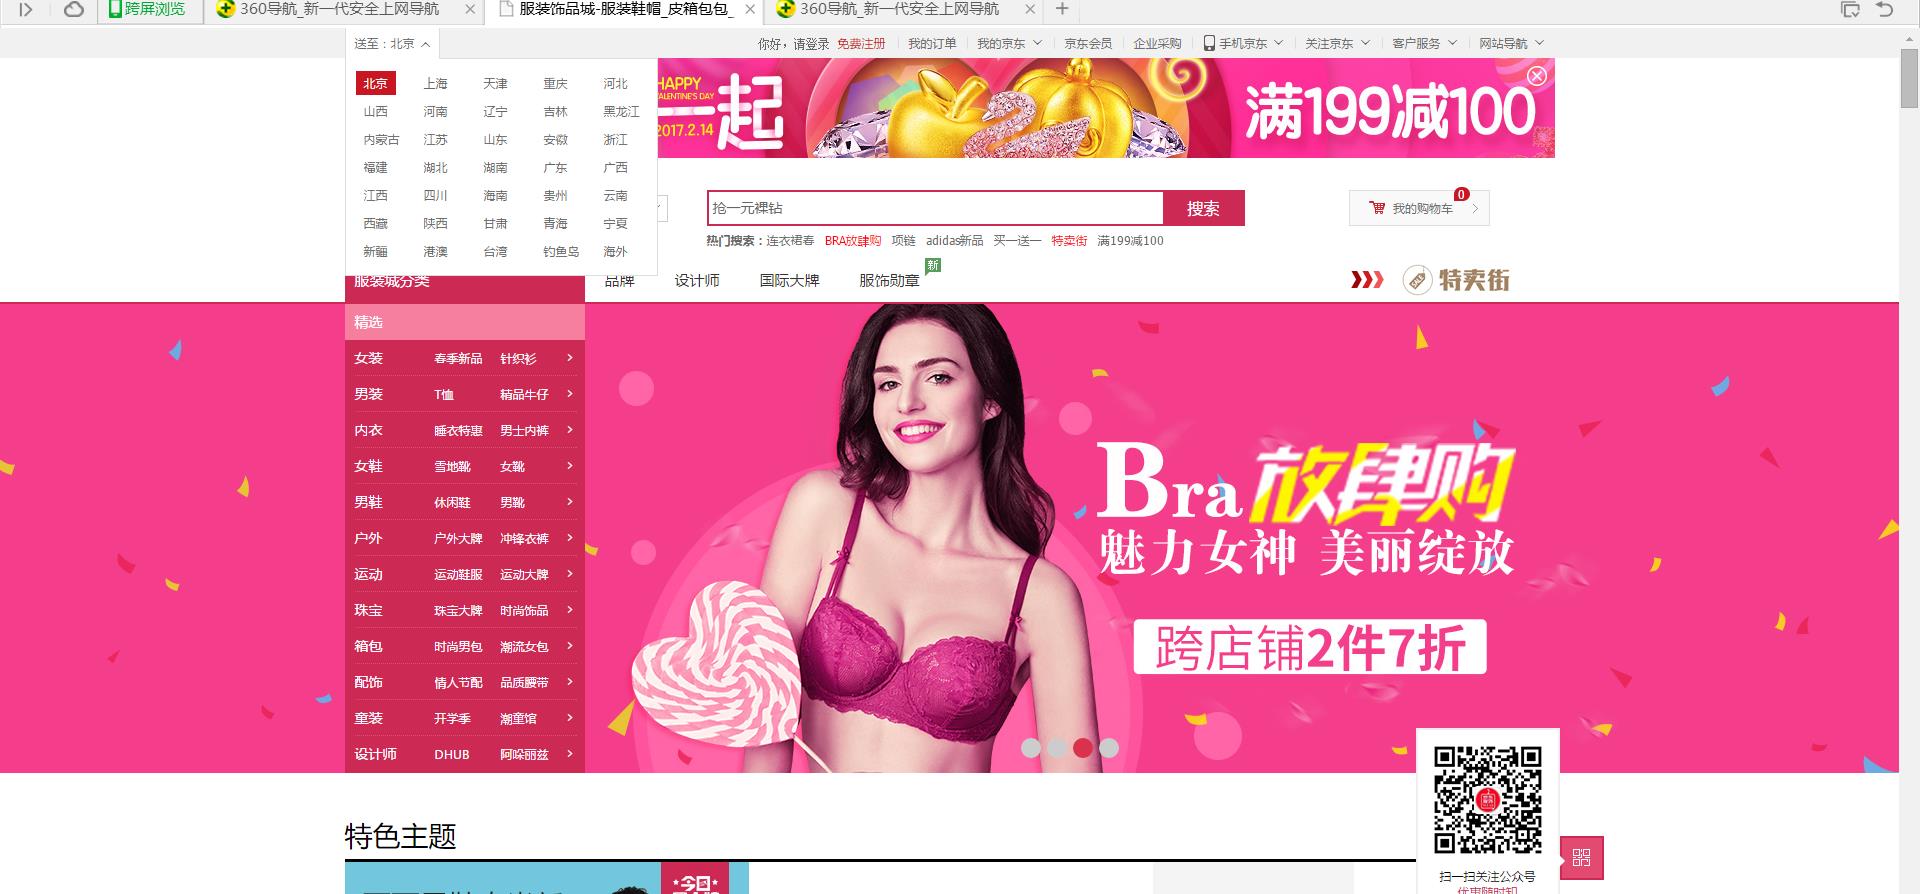 跨屏浏览
360导航_新一代安全上网导航
服装饰品城-服装鞋帽_皮箱包包_
360导航_新一代安全上网导航
送至：北京
你好，请登录 免费注册 我的订单 我的京东 京东会员 企业采购 手机京东 关注京东 客户服务 网站导航
北京 上海 天津 重庆 河北
山西 河南 辽宁 吉林 黑龙江
内蒙古 江苏 山东 安徽 浙江
福建 湖北 湖南 广东 广西
江西 四川 海南 贵州 云南
西藏 陕西 甘肃 青海 宁夏
新疆 港澳 台湾 钓鱼岛 海外
HAPPY
VALENTINE'S DAY
一起
2017.2.14
满199减100
抢一元裸钻 搜索
我的购物车 0
热门搜索：连衣裙春 BRA放肆购 项链 adidas新品 买一送一 特卖街 满199减100
服装城分类 品牌 设计师 国际大牌 服饰勋章 新
特卖街
精选
女装 春季新品 针织衫
男装 T恤 精品牛仔
内衣 睡衣特惠 男士内裤
女鞋 雪地靴 女靴
男鞋 休闲鞋 男靴
户外 户外大牌 冲锋衣裤
运动 运动鞋服 运动大牌
珠宝 珠宝大牌 时尚饰品
箱包 时尚男包 潮流女包
配饰 情人节配 品质腰带
童装 开学季 潮童馆
设计师 DHUB 阿哚丽兹
Bra放肆购
魅力女神 美丽绽放
跨店铺2件7折
特色主题
今日
扫一扫关注公众号
优惠随时知